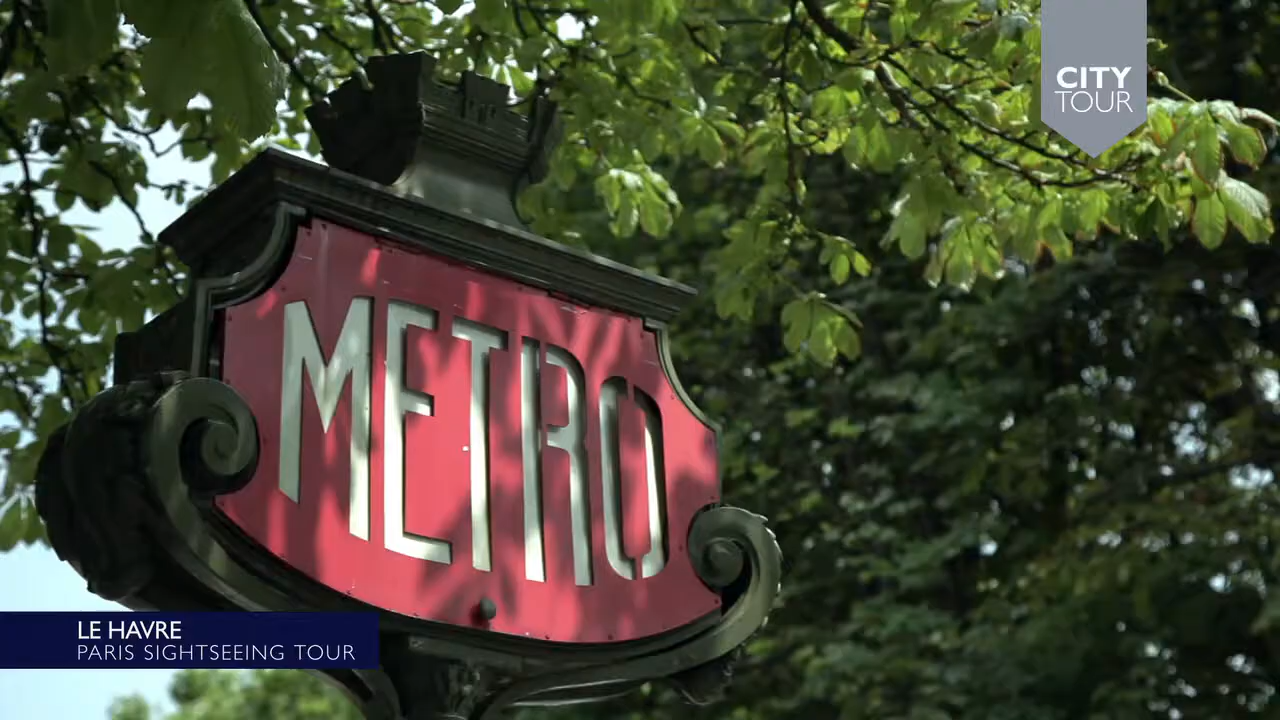 CITY
TOUR
METRO
LE HAVRE
PARIS SIGHTSEEING TOUR